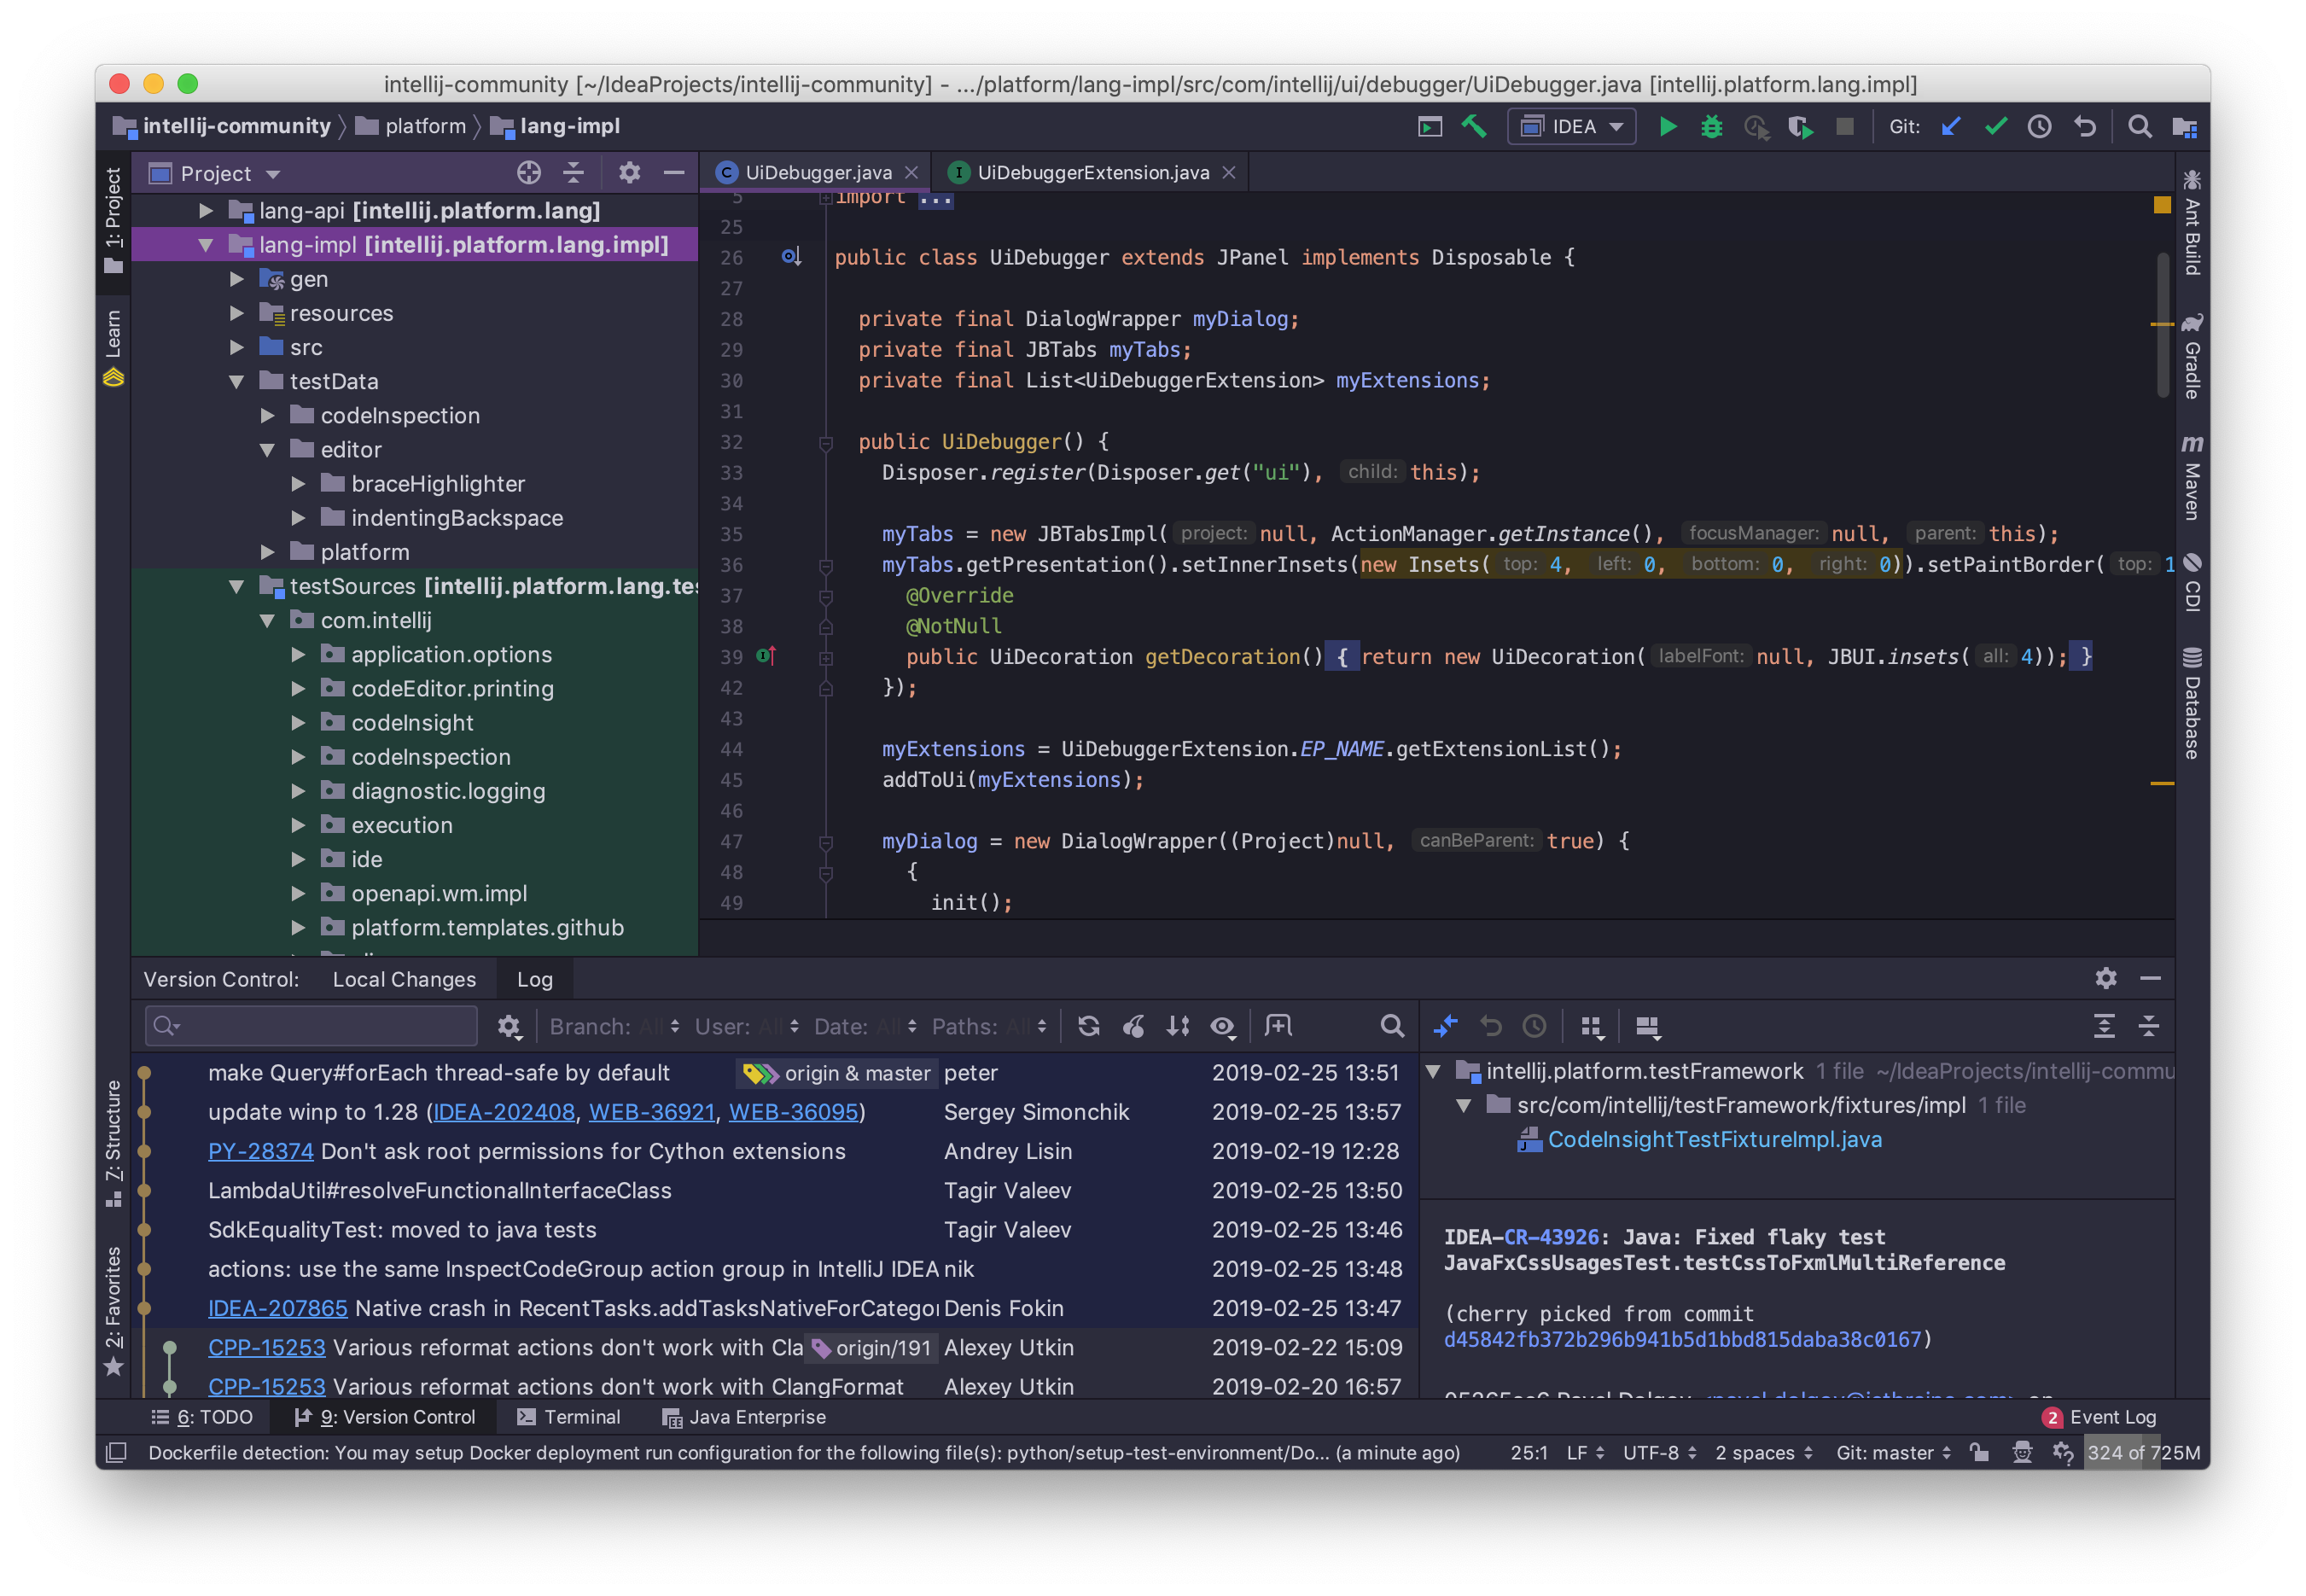 intellij-community [~/IdeaProjects/intellij-community] - .../platform/lang-impl/src/com/intellij/ui/debugger/UiDebugger.java [intellij.platform.lang.impl]
intellij-community platform lang-impl
IDEA Git:
1: Project
Learn
Z: Structure
2: Favorites
Project
lang-api [intellij.platform.lang]
lang-impl [intellij.platform.lang.impl]
gen
resources
src
testData
codeInspection
editor
braceHighlighter
indentingBackspace
platform
testSources [intellij.platform.lang.tes
com.intellij
application.options
codeEditor.printing
codeInsight
codeInspection
diagnostic.logging
execution
ide
openapi.wm.impl
platform.templates.github
UiDebugger.java UiDebuggerExtension.java
5 import ...
25
26 public class UiDebugger extends JPanel implements Disposable {
27
28 private final DialogWrapper myDialog;
29 private final JBTabs myTabs;
30 private final List<UiDebuggerExtension> myExtensions;
31
32 public UiDebugger() {
33 Disposer.register(Disposer.get("ui"), child: this);
34
35 myTabs = new JBTabsImpl( project: null, ActionManager.getInstance(), focusManager: null, parent: this);
36 myTabs.getPresentation().setInnerInsets(new Insets( top: 4, left: 0, bottom: 0, right: 0)).setPaintBorder( top: 1
37 @Override
38 @NotNull
39 public UiDecoration getDecoration() { return new UiDecoration( labelFont: null, JBUI.insets( all: 4)); }
42 });
43
44 myExtensions = UiDebuggerExtension.EP_NAME.getExtensionList();
45 addToUi(myExtensions);
46
47 myDialog = new DialogWrapper((Project)null, canBeParent: true) {
48 {
49 init();
Ant Build
Gradle
Maven
CDI
Database
Version Control: Local Changes Log
Branch: All User: All Date: All Paths: All
make Query#forEach thread-safe by default origin & master peter 2019-02-25 13:51
update winp to 1.28 (IDEA-202408, WEB-36921, WEB-36095) Sergey Simonchik 2019-02-25 13:57
PY-28374 Don't ask root permissions for Cython extensions Andrey Lisin 2019-02-19 12:28
LambdaUtil#resolveFunctionalInterfaceClass Tagir Valeev 2019-02-25 13:50
SdkEqualityTest: moved to java tests Tagir Valeev 2019-02-25 13:46
actions: use the same InspectCodeGroup action group in IntelliJ IDEA nik 2019-02-25 13:48
IDEA-207865 Native crash in RecentTasks.addTasksNativeForCategor Denis Fokin 2019-02-25 13:47
CPP-15253 Various reformat actions don't work with Cla origin/191 Alexey Utkin 2019-02-22 15:09
CPP-15253 Various reformat actions don't work with ClangFormat Alexey Utkin 2019-02-20 16:57
intellij.platform.testFramework 1 file ~/IdeaProjects/intellij-commu
src/com/intellij/testFramework/fixtures/impl 1 file
CodeInsightTestFixtureImpl.java
IDEA-CR-43926: Java: Fixed flaky test
JavaFxCssUsagesTest.testCssToFxmlMultiReference
(cherry picked from commit
d45842fb372b296b941b5d1bbd815daba38c0167)
6: TODO 9: Version Control Terminal Java Enterprise 2 Event Log
Dockerfile detection: You may setup Docker deployment run configuration for the following file(s): python/setup-test-environment/Do... (a minute ago) 25:1 LF UTF-8 2 spaces Git: master 324 of 725M